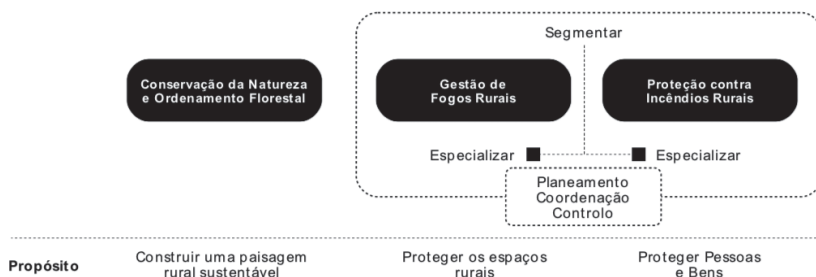 Segmentar
Conservação da Natureza
e Ordenamento Florestal
Gestão de
Fogos Rurais
Proteção contra
Incêndios Rurais
Especializar
Especializar
Planeamento
Coordenação
Controlo
Propósito
Construir uma paisagem
rural sustentável
Proteger os espaços
rurais
Proteger Pessoas
e Bens